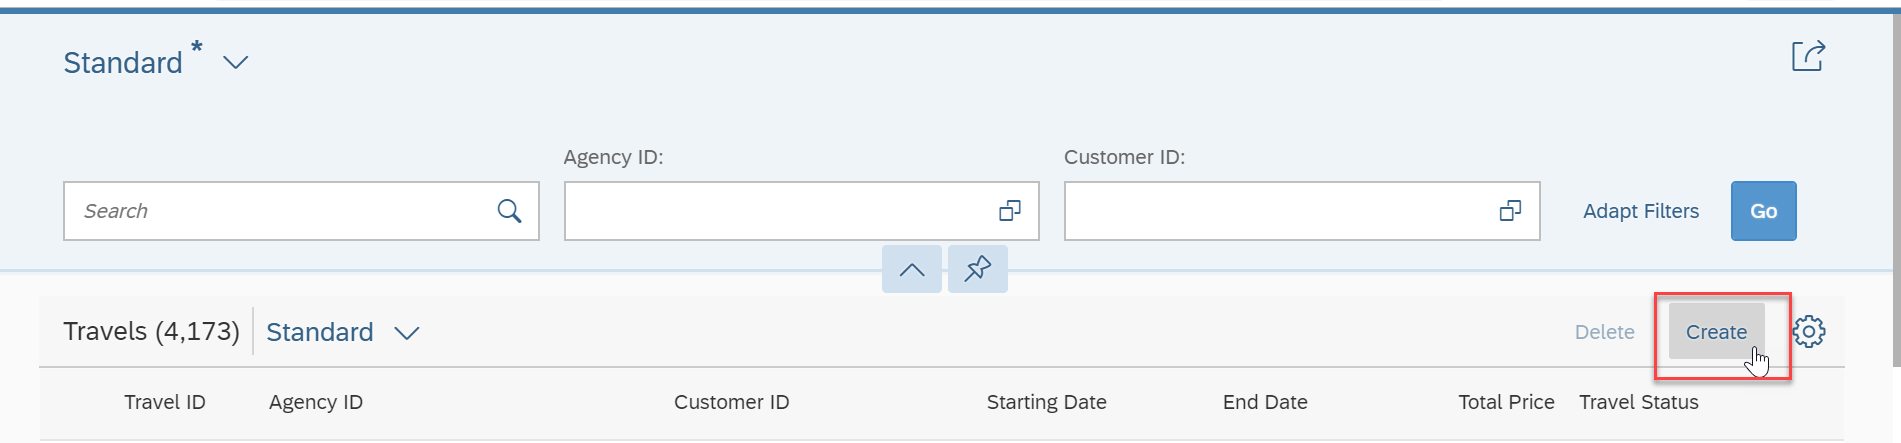 Standard *
Agency ID:
Customer ID:
Search
Adapt Filters
Go
Travels (4,173)
Standard
Delete
Create
Travel ID
Agency ID
Customer ID
Starting Date
End Date
Total Price
Travel Status